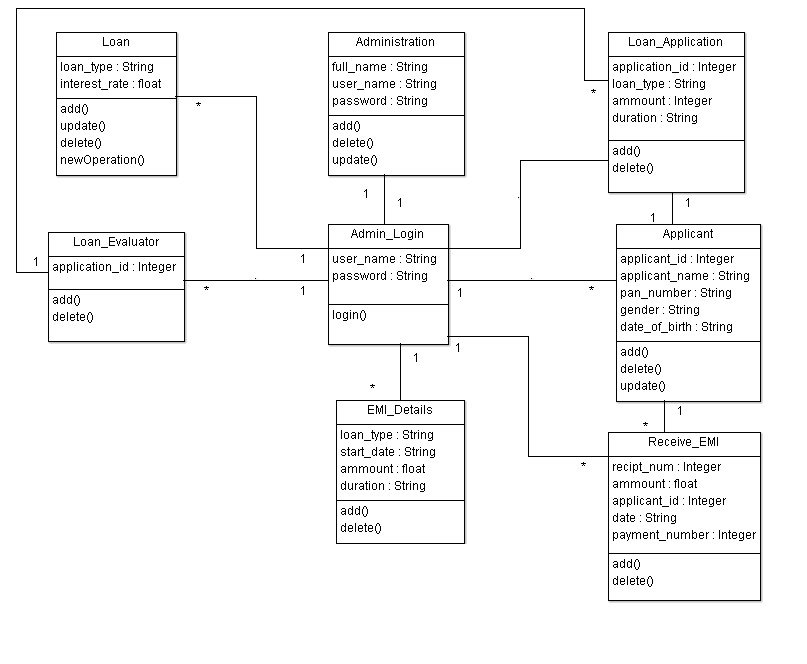 Loan
loan_type : String
interest_rate : float
add()
update()
delete()
newOperation()
*
Administration
full_name : String
user_name : String
password : String
add()
delete()
update()
1
1
Loan_Application
application_id : Integer
loan_type : String
ammount : Integer
duration : String
add()
delete()
*
1
1
Loan_Evaluator
application_id : Integer
add()
delete()
1
*
Admin_Login
user_name : String
password : String
login()
1
1
1
1
1
Applicant
applicant_id : Integer
applicant_name : String
pan_number : String
gender : String
date_of_birth : String
add()
delete()
update()
*
1
*
EMI_Details
loan_type : String
start_date : String
ammount : float
duration : String
add()
delete()
*
Receive_EMI
recipt_num : Integer
ammount : float
applicant_id : Integer
date : String
payment_number : Integer
add()
delete()
*